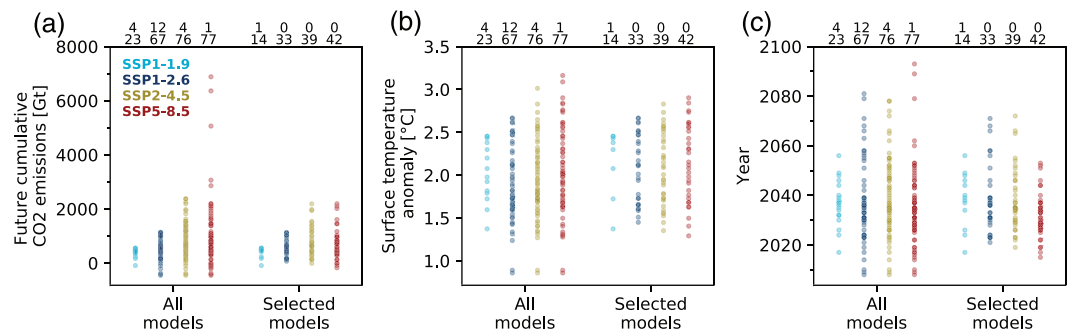 (a)
4 12 4 1 1 0 0 0
23 67 76 77 14 33 39 42
8000
6000
4000
2000
0
Future cumulative
CO2 emissions [Gt]
SSP1-1.9
SSP1-2.6
SSP2-4.5
SSP5-8.5
All
models
Selected
models
(b)
4 12 4 1 1 0 0 0
23 67 76 77 14 33 39 42
3.5
3.0
2.5
2.0
1.5
1.0
Surface temperature
anomaly [°C]
All
models
Selected
models
(c)
4 12 4 1 1 0 0 0
23 67 76 77 14 33 39 42
2100
2080
2060
2040
2020
Year
All
models
Selected
models